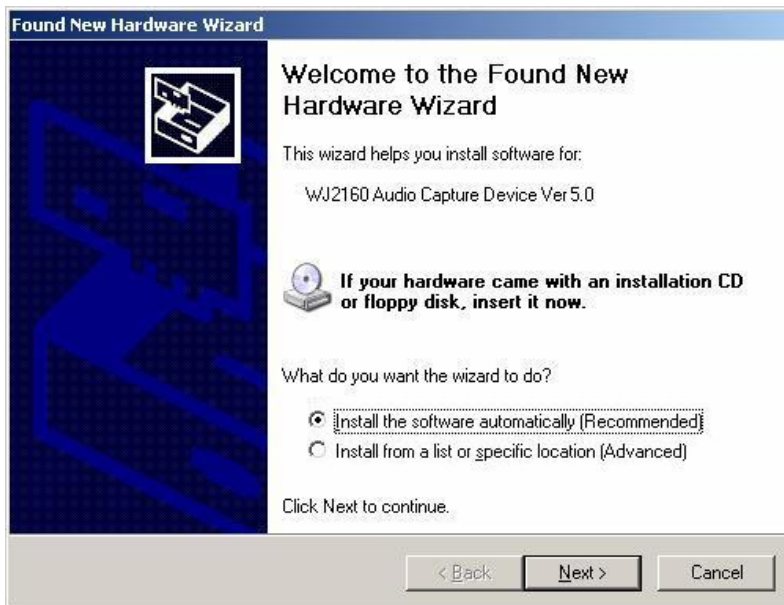 Found New Hardware Wizard
Welcome to the Found New
Hardware Wizard
This wizard helps you install software for:
WJ2160 Audio Capture Device Ver 5.0
If your hardware came with an installation CD
or floppy disk, insert it now.
What do you want the wizard to do?
Install the software automatically (Recommended)
Install from a list or specific location (Advanced)
Click Next to continue.
< Back Next > Cancel